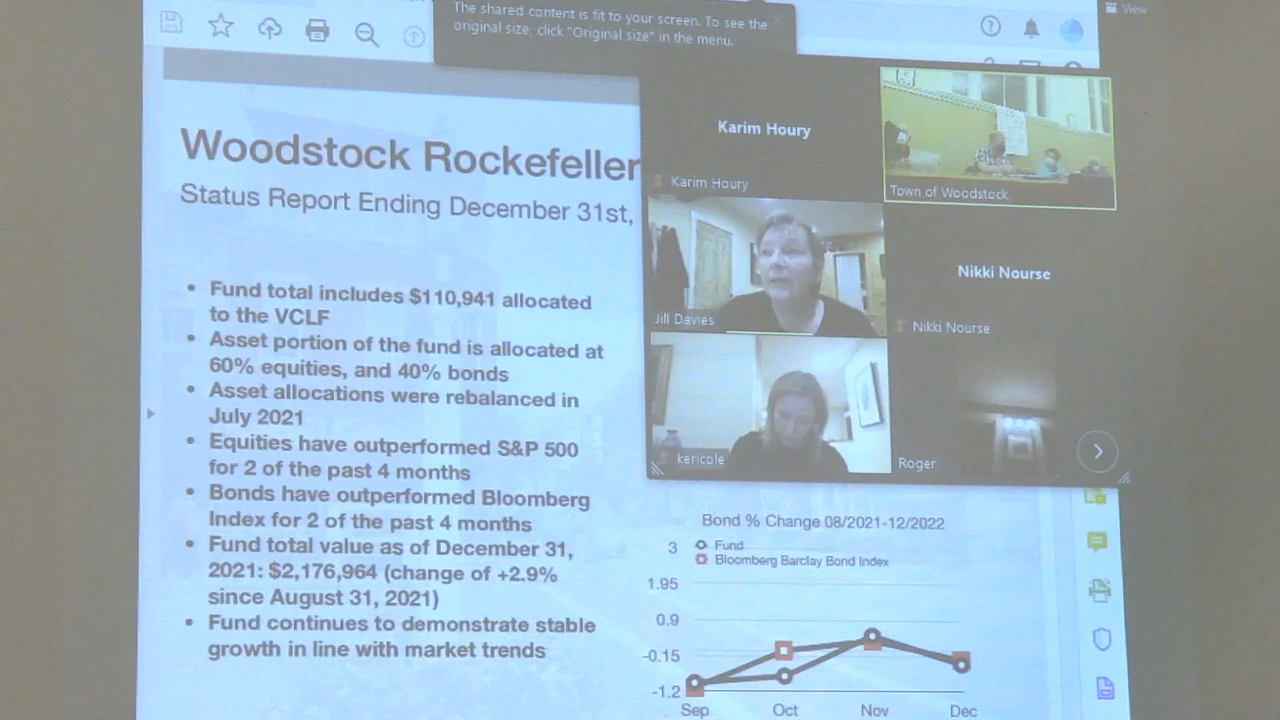 The shared content is fit to your screen. To see the
original size, click "Original size" in the menu.
View
Woodstock Rockefeller
Status Report Ending December 31st,
• Fund total includes $110,941 allocated
to the VCLF
• Asset portion of the fund is allocated at
60% equities, and 40% bonds
• Asset allocations were rebalanced in
July 2021
• Equities have outperformed S&P 500
for 2 of the past 4 months
• Bonds have outperformed Bloomberg
Index for 2 of the past 4 months
• Fund total value as of December 31,
2021: $2,176,964 (change of +2.9%
since August 31, 2021)
• Fund continues to demonstrate stable
growth in line with market trends
Karim Houry
Karim Houry
Town of Woodstock
Jill Davies
Nikki Nourse
Nikki Nourse
kericole
Roger
Bond % Change 08/2021-12/2022
Fund
Bloomberg Barclay Bond Index
3
1.95
0.9
-0.15
-1.2
Sep Oct Nov Dec